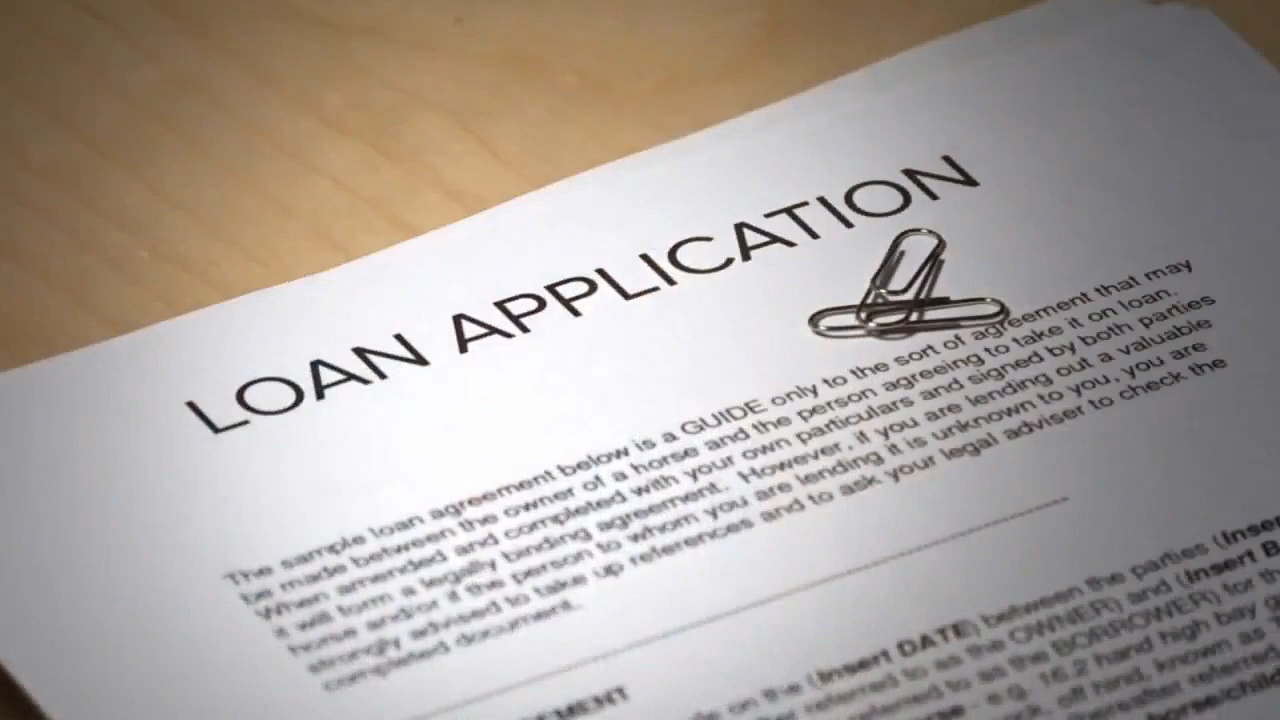 LOAN APPLICATION
The sample loan agreement below is a GUIDE only to the sort of agreement that may
be made between the owner of a horse and the person agreeing to take it on loan.
When amended and completed with your own particulars and signed by both parties
it will form a legally binding agreement. However, if you are lending out a valuable
horse and/or if the person to whom you are lending it is unknown to you, you are
strongly advised to take up references and to ask your legal adviser to check the
completed document.
on the (Insert DATE) between the parties (Inse
referred to as the OWNER) and (Insert B
referred to as the BORROWER) for the
- e.g. 16.2 hand high bay g
off hind, known as
referred